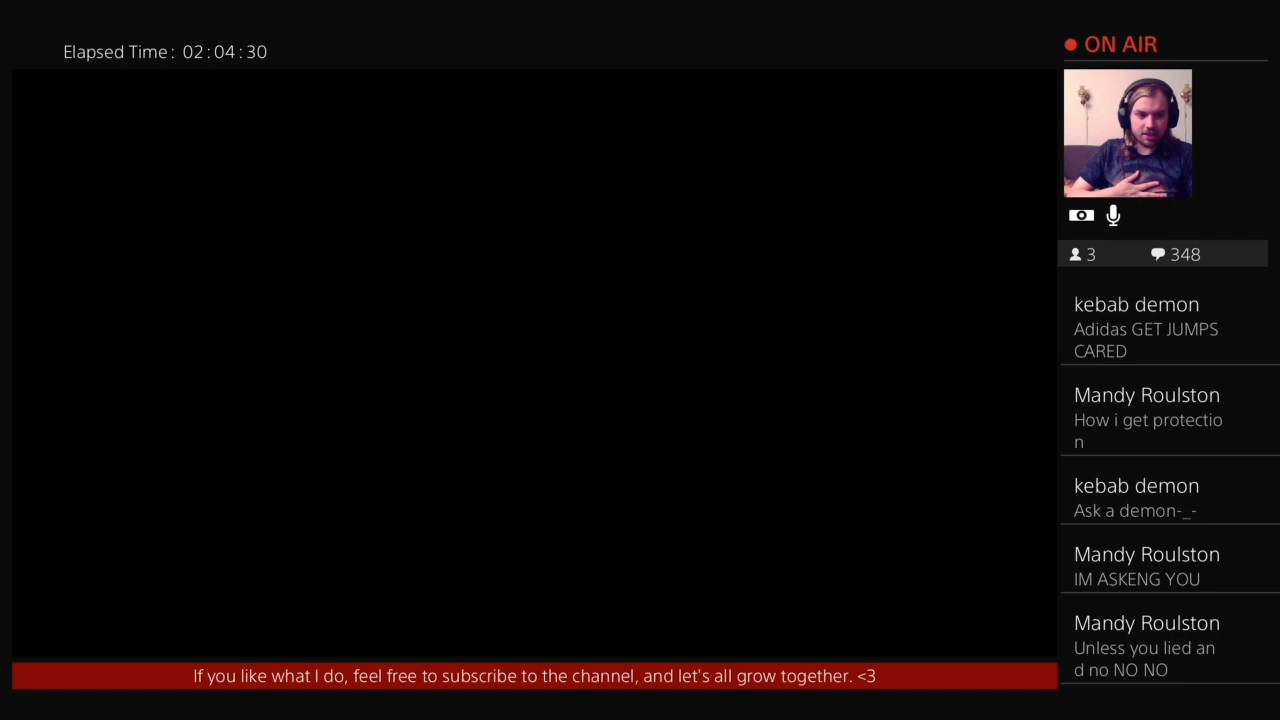 Elapsed Time: 02:04:30
ON AIR
3 348
kebab demon
Adidas GET JUMPS
CARED
Mandy Roulston
How i get protectio
n
kebab demon
Ask a demon-_-
Mandy Roulston
IM ASKENG YOU
Mandy Roulston
Unless you lied an
d no NO NO
If you like what I do, feel free to subscribe to the channel, and let's all grow together. <3